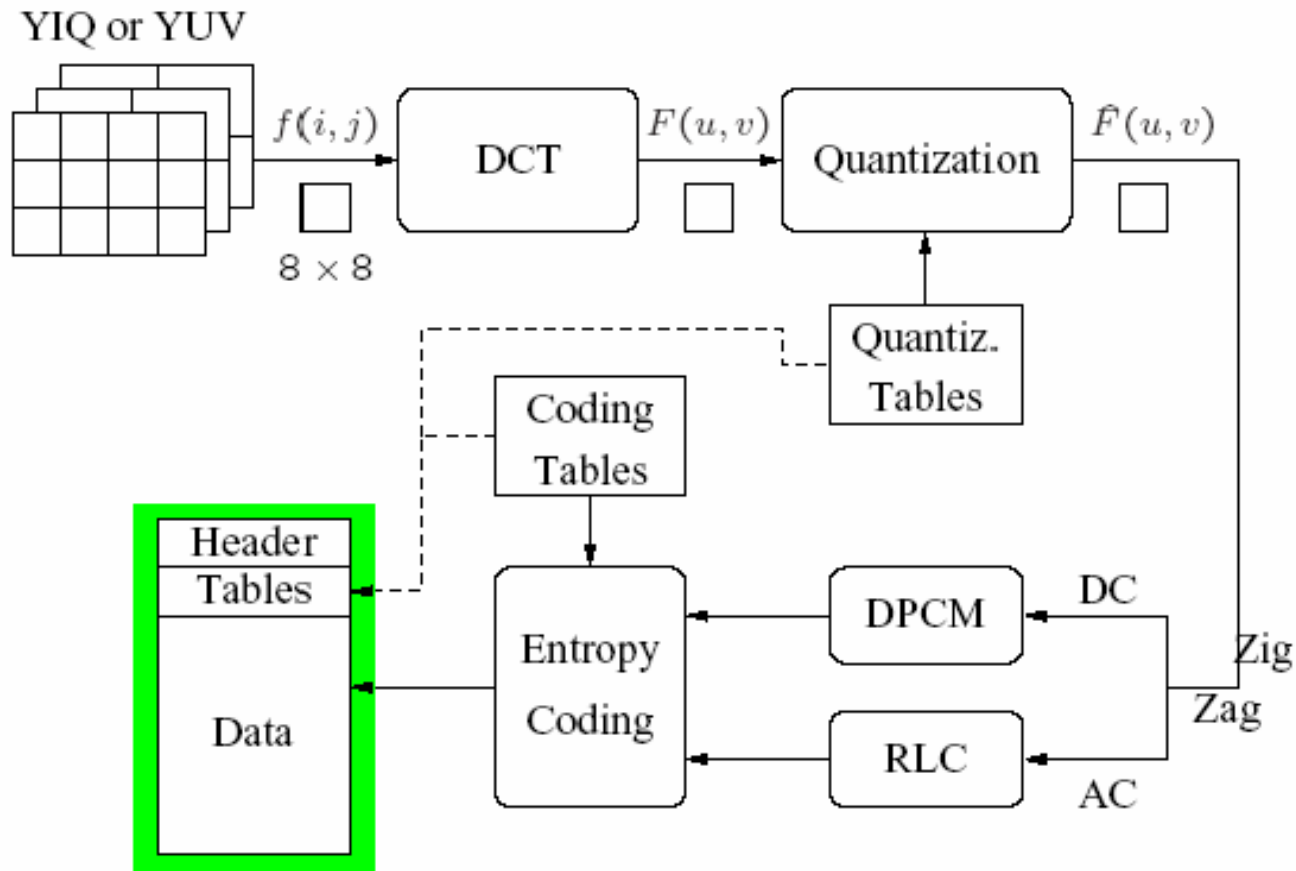 YIQ or YUV
f(i, j)
F(u, v)
F̂(u, v)
DCT
Quantization
8 × 8
Quantiz.
Tables
Coding
Tables
Header
Tables
Data
Entropy
Coding
DPCM
DC
Zig
Zag
RLC
AC